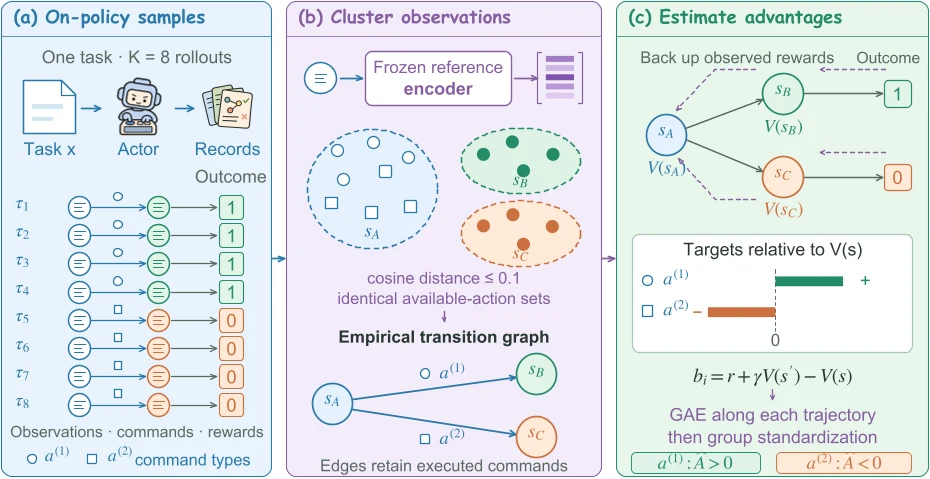 (a) On-policy samples
One task · K = 8 rollouts
Task x
Actor
Records
Outcome
τ1
1
τ2
1
τ3
1
τ4
1
τ5
0
τ6
0
τ7
0
τ8
0
Observations · commands · rewards
a(1)
a(2) command types
(b) Cluster observations
Frozen reference
encoder
sA
sB
sC
cosine distance ≤ 0.1
identical available-action sets
Empirical transition graph
sA
a(1)
sB
a(2)
sC
Edges retain executed commands
(c) Estimate advantages
Back up observed rewards
Outcome
sB
1
V(sB)
sA
V(sA)
sC
0
V(sC)
Targets relative to V(s)
a(1)
+
a(2)
−
0
bi = r + γV(s′) − V(s)
GAE along each trajectory
then group standardization
a(1) : Â > 0
a(2) : Â < 0